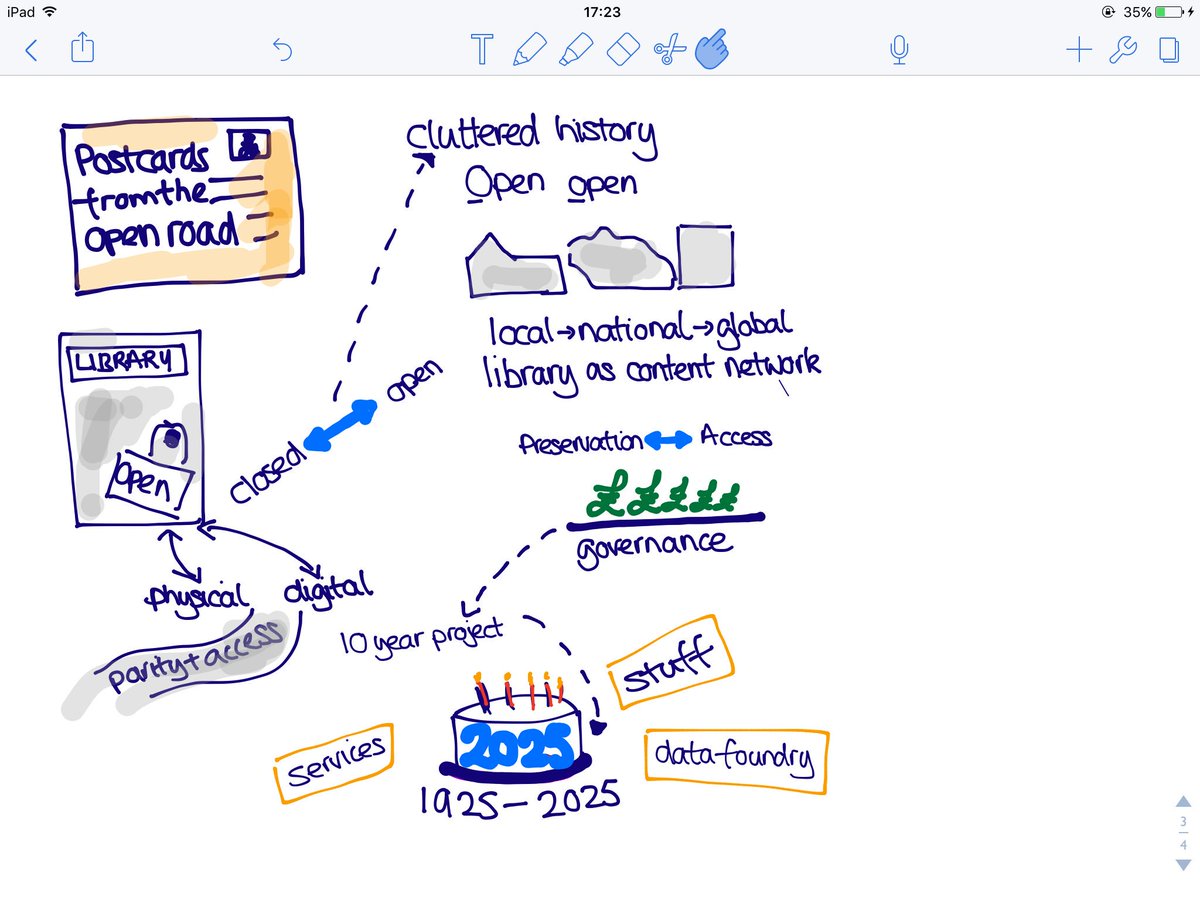 iPad
17:23
35%
T
Postcards
from the
open road
cluttered history
Open open
local→national→global
library as content network
LIBRARY
Open
closed
open
Preservation Access
£££££
governance
physical digital
parity+access
10 year project
stuff
services
2025
data foundry
1925-2025
3
4